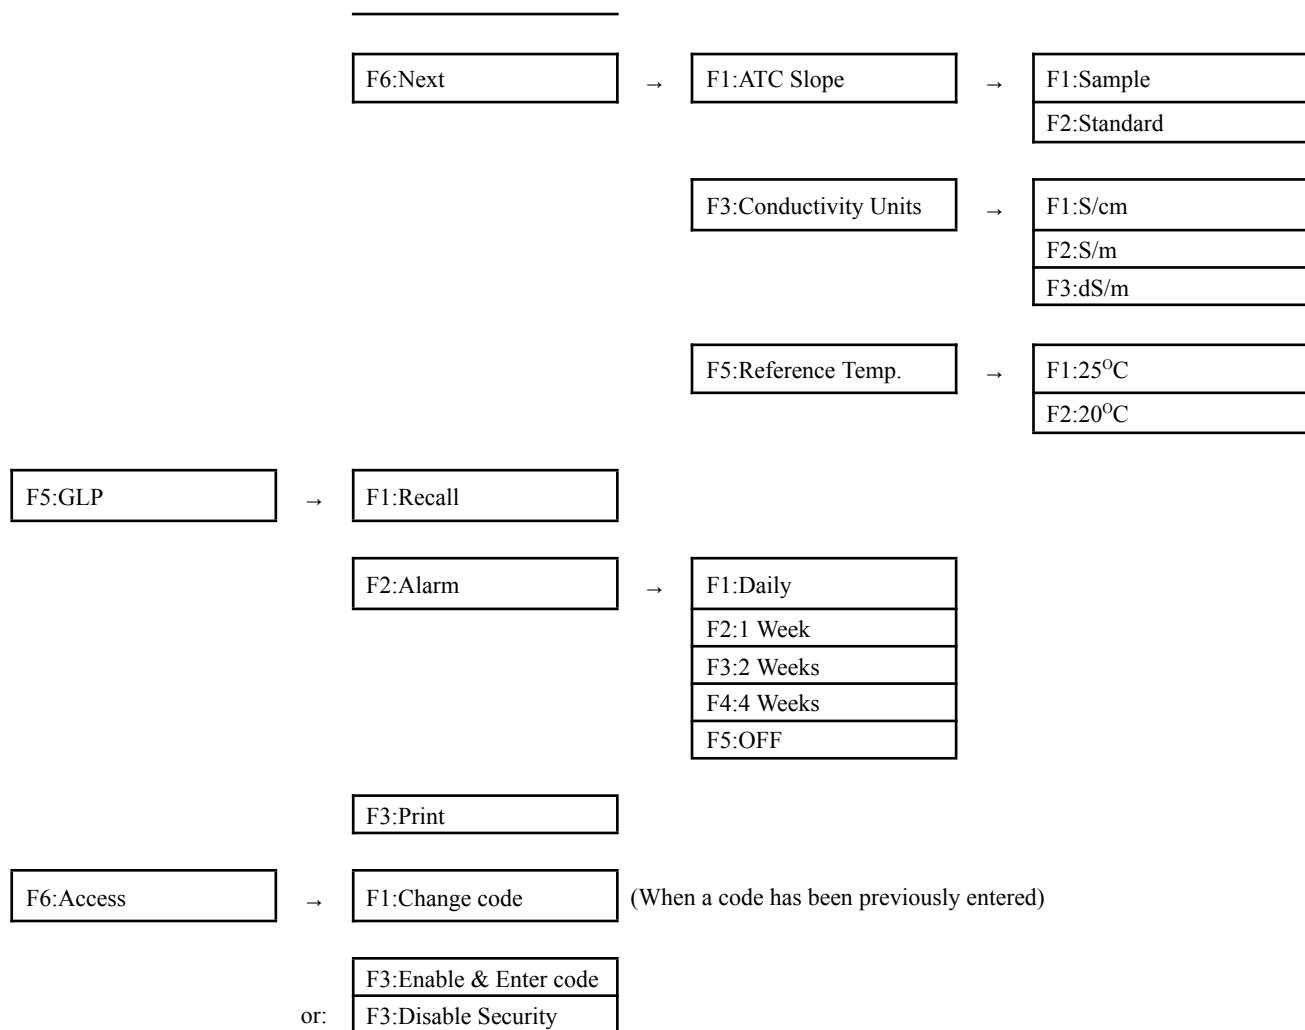 F6:Next → F1:ATC Slope → F1:Sample
F2:Standard
F3:Conductivity Units → F1:S/cm
F2:S/m
F3:dS/m
F5:Reference Temp. → F1:25ᴼC
F2:20ᴼC
F5:GLP → F1:Recall
F2:Alarm → F1:Daily
F2:1 Week
F3:2 Weeks
F4:4 Weeks
F5:OFF
F3:Print
F6:Access → F1:Change code (When a code has been previously entered)
F3:Enable & Enter code
or: F3:Disable Security